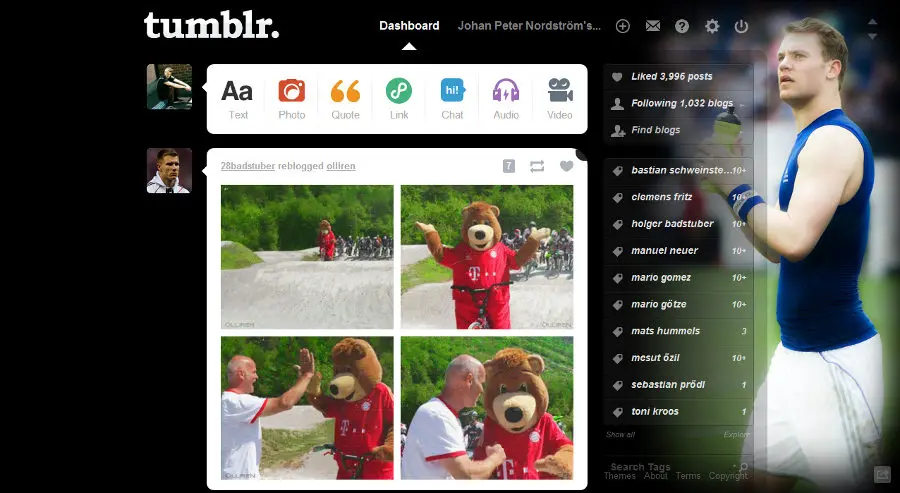 tumblr.
Dashboard
Johan Peter Nordström's...
Aa
Text
Photo
Quote
Link
hi!
Chat
Audio
Video
28badstuber reblogged olliren
7
OLLIREN
OLLIREN
OLLIREN
T
T
T
Liked 3,996 posts
Following 1,032 blogs
Find blogs
bastian schweinste... 10+
clemens fritz 10+
holger badstuber 10+
manuel neuer 10+
mario gomez 10+
mario götze 10+
mats hummels 3
mesut özil 10+
sebastian prödl 1
toni kroos 1
Show all
Explore
Search Tags
Themes About Terms Copyright